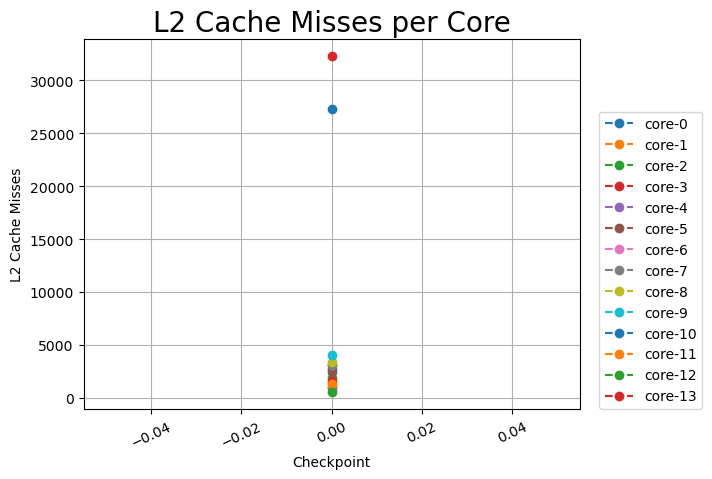 L2 Cache Misses per Core
30000
25000
20000
15000
10000
5000
0
L2 Cache Misses
−0.04
−0.02
0.00
0.02
0.04
Checkpoint
core-0
core-1
core-2
core-3
core-4
core-5
core-6
core-7
core-8
core-9
core-10
core-11
core-12
core-13